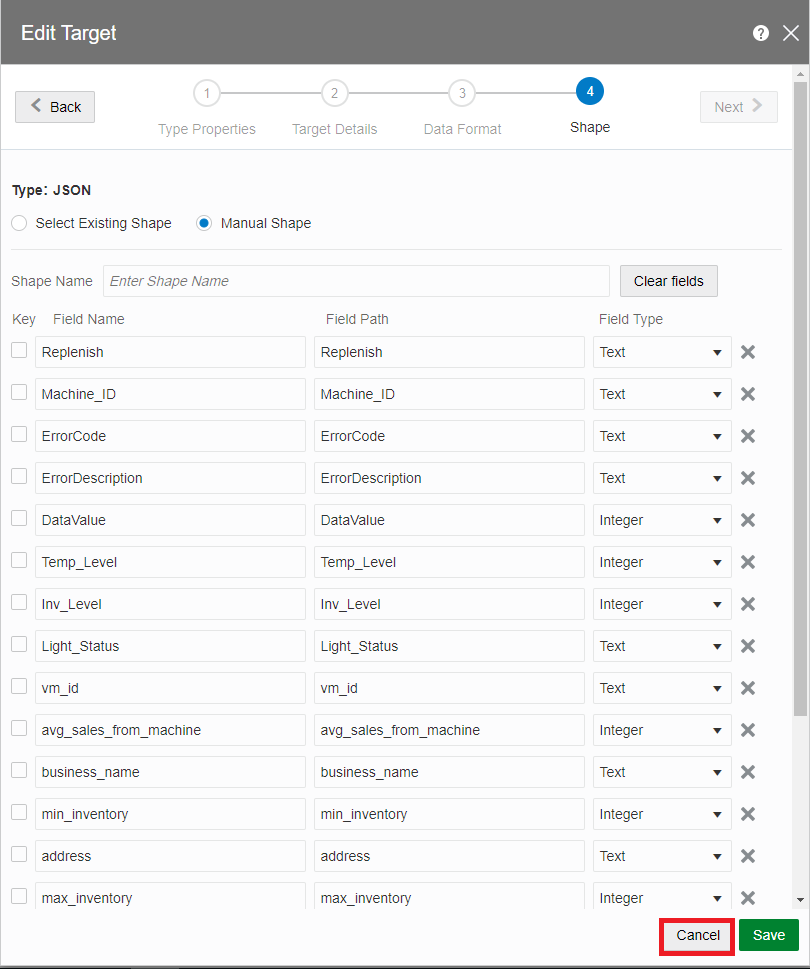 Edit Target
?
Back
1
2
3
4
Next
Type Properties
Target Details
Data Format
Shape
Type: JSON
Select Existing Shape
Manual Shape
Shape Name
Enter Shape Name
Clear fields
Key Field Name Field Path Field Type
Replenish Replenish Text
Machine_ID Machine_ID Text
ErrorCode ErrorCode Text
ErrorDescription ErrorDescription Text
DataValue DataValue Integer
Temp_Level Temp_Level Integer
Inv_Level Inv_Level Integer
Light_Status Light_Status Text
vm_id vm_id Text
avg_sales_from_machine avg_sales_from_machine Integer
business_name business_name Text
min_inventory min_inventory Integer
address address Text
max_inventory max_inventory Integer
Cancel Save